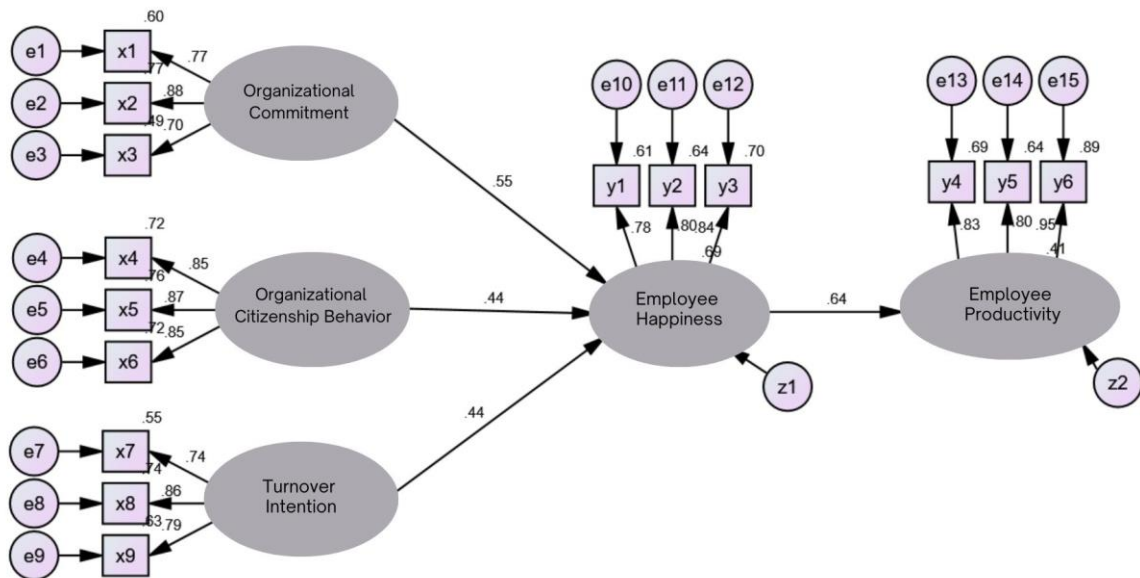 .60
e1
x1
.77
.77
e2
x2
.88
.49
.70
e3
x3
Organizational
Commitment
.55
.72
e4
x4
.85
.76
e5
x5
.87
.72
.85
e6
x6
Organizational
Citizenship Behavior
.44
.55
e7
x7
.74
.74
e8
x8
.86
.63
.79
e9
x9
Turnover
Intention
.44
e10
e11
e12
.61
.64
.70
y1
y2
y3
.78
.80
.84
.69
Employee
Happiness
z1
.64
e13
e14
e15
.69
.64
.89
y4
y5
y6
.83
.80
.95
.41
Employee
Productivity
z2